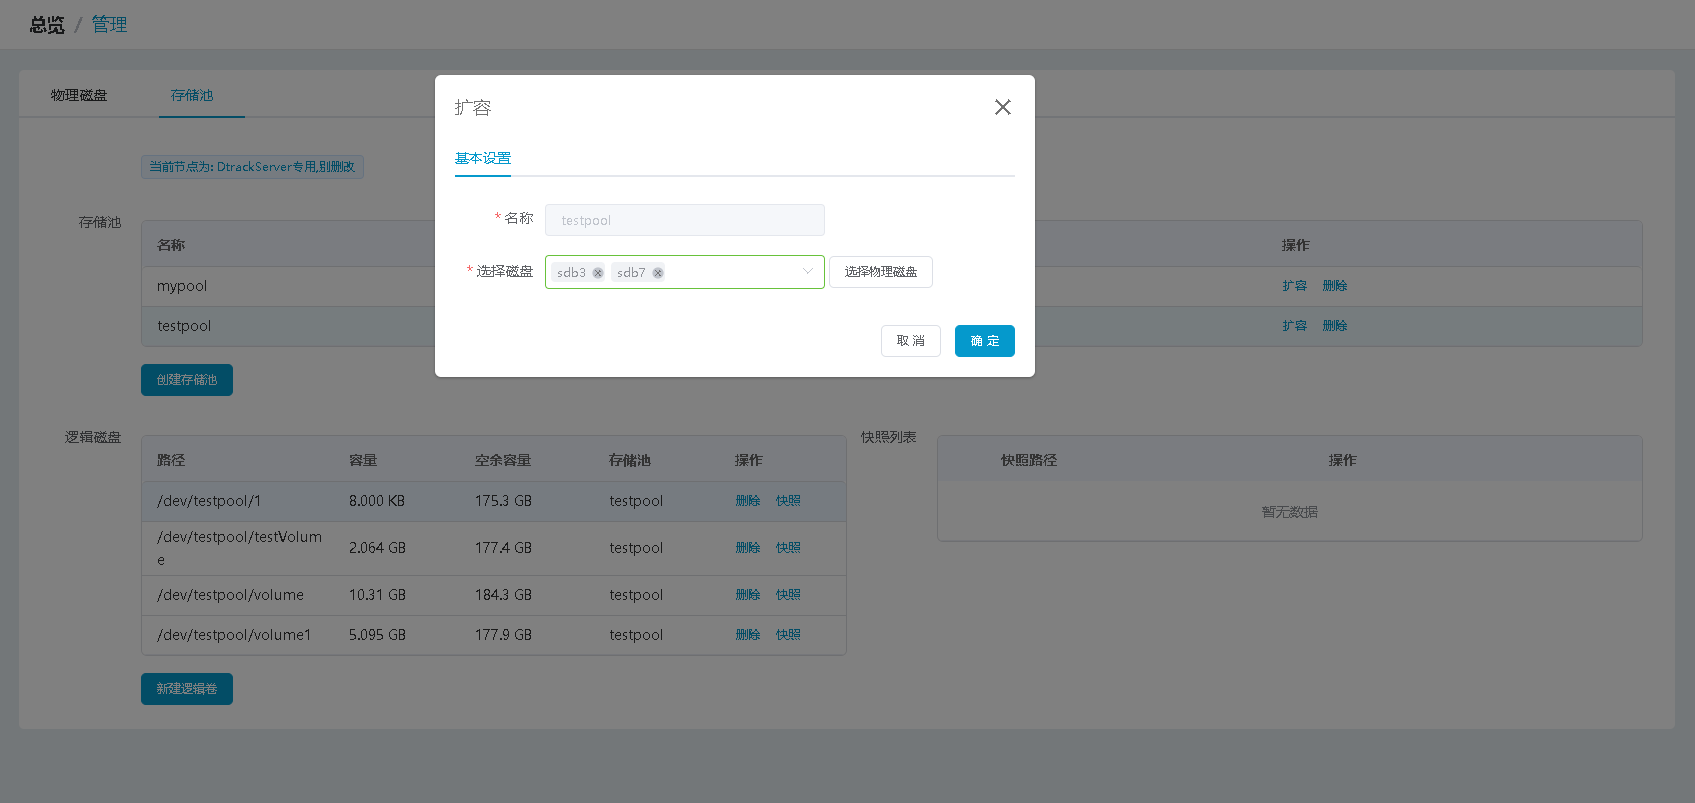 总览 / 管理
物理磁盘 存储池
当前节点为: DtrackServer专用,别删改
扩容
基本设置
* 名称 testpool
* 选择磁盘 sdb3 sdb7 选择物理磁盘
取 消 确 定
存储池
名称 操作
mypool 扩容 删除
testpool 扩容 删除
创建存储池
逻辑磁盘
路径 容量 空余容量 存储池 操作
/dev/testpool/1 8.000 KB 175.3 GB testpool 删除 快照
/dev/testpool/testVolum
e 2.064 GB 177.4 GB testpool 删除 快照
/dev/testpool/volume 10.31 GB 184.3 GB testpool 删除 快照
/dev/testpool/volume1 5.095 GB 177.9 GB testpool 删除 快照
新建逻辑卷
快照列表
快照路径 操作
暂无数据